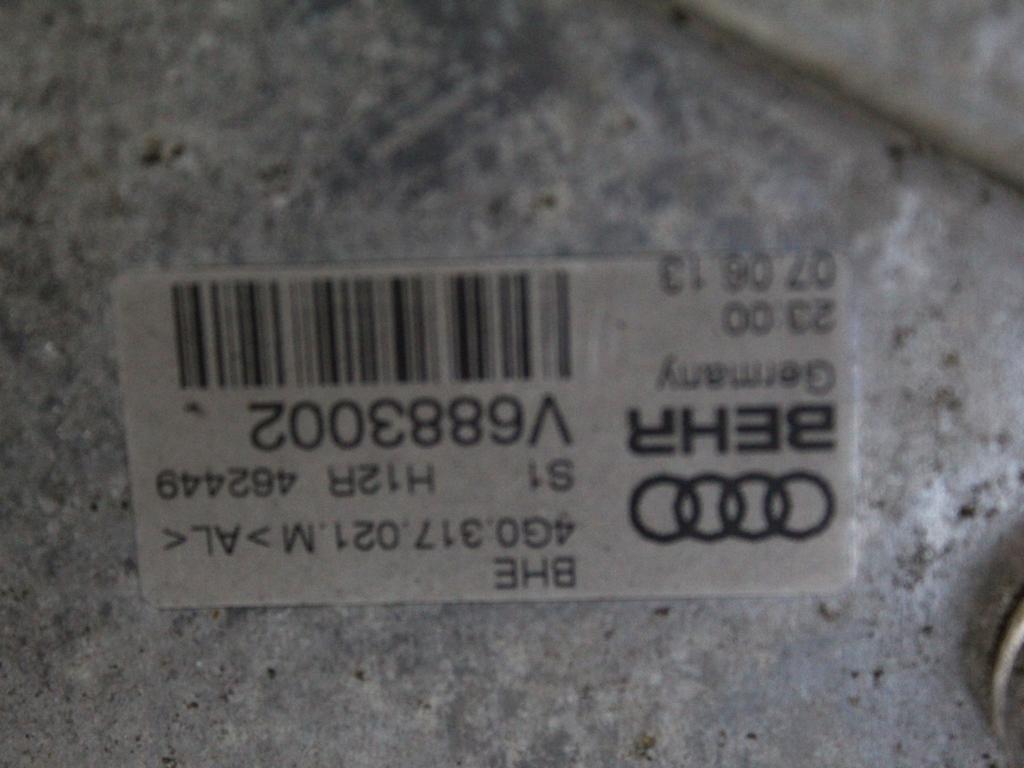 BHE
4G0.317.021.M >AL<
S1 H12R 462449
V6883002
BEHR
Germany
23 00
07 06 13